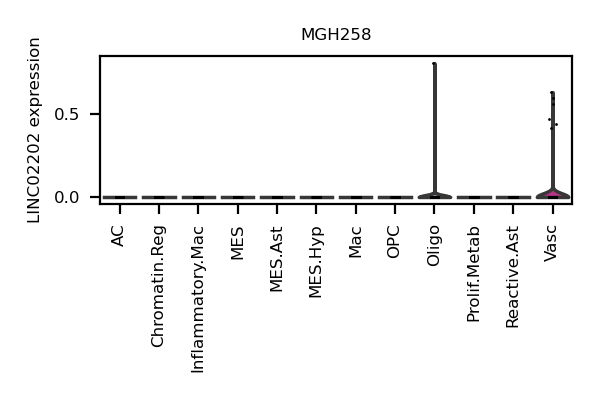 MGH258
LINC02202 expression
0.5
0.0
AC
Chromatin.Reg
Inflammatory.Mac
MES
MES.Ast
MES.Hyp
Mac
OPC
Oligo
Prolif.Metab
Reactive.Ast
Vasc